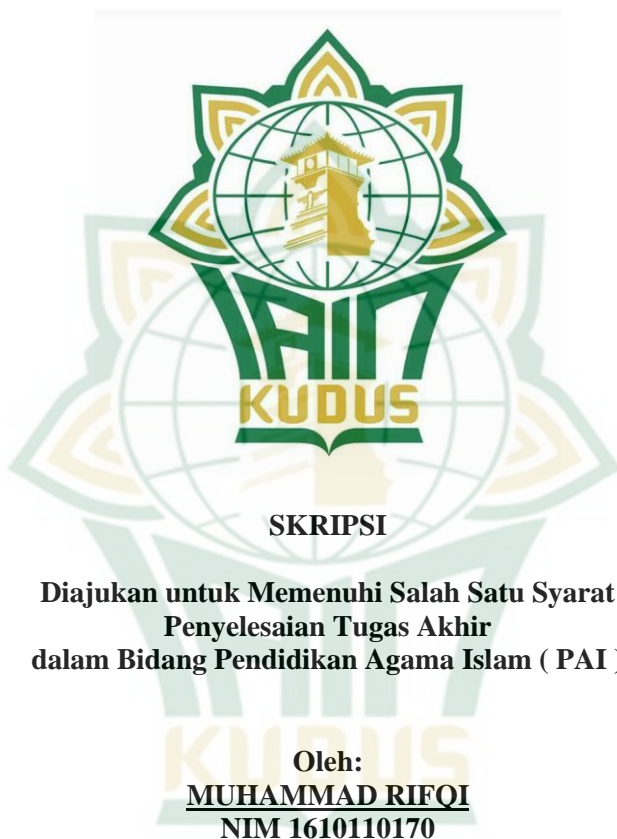 IAIN
KUDUS
SKRIPSI
Diajukan untuk Memenuhi Salah Satu Syarat
Penyelesaian Tugas Akhir
dalam Bidang Pendidikan Agama Islam ( PAI )
Oleh:
MUHAMMAD RIFQI
NIM 1610110170